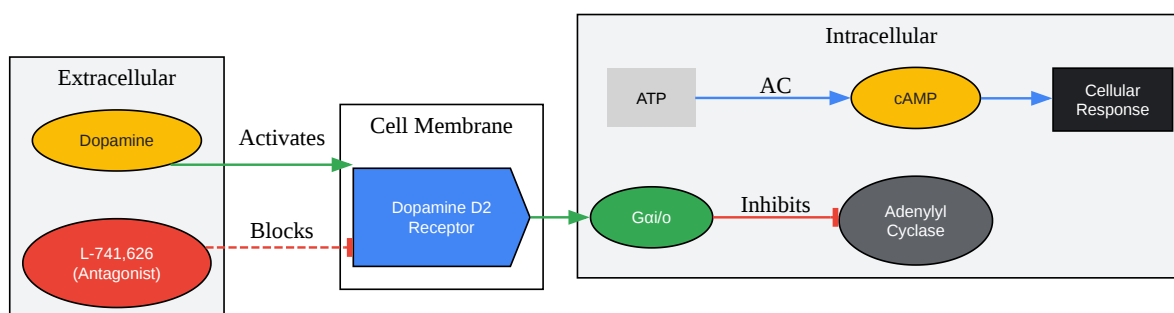 Extracellular
Dopamine
L-741,626
(Antagonist)
Activates
Blocks
Cell Membrane
Dopamine D2
Receptor
Intracellular
ATP
AC
cAMP
Cellular
Response
Gαi/o
Inhibits
Adenylyl
Cyclase